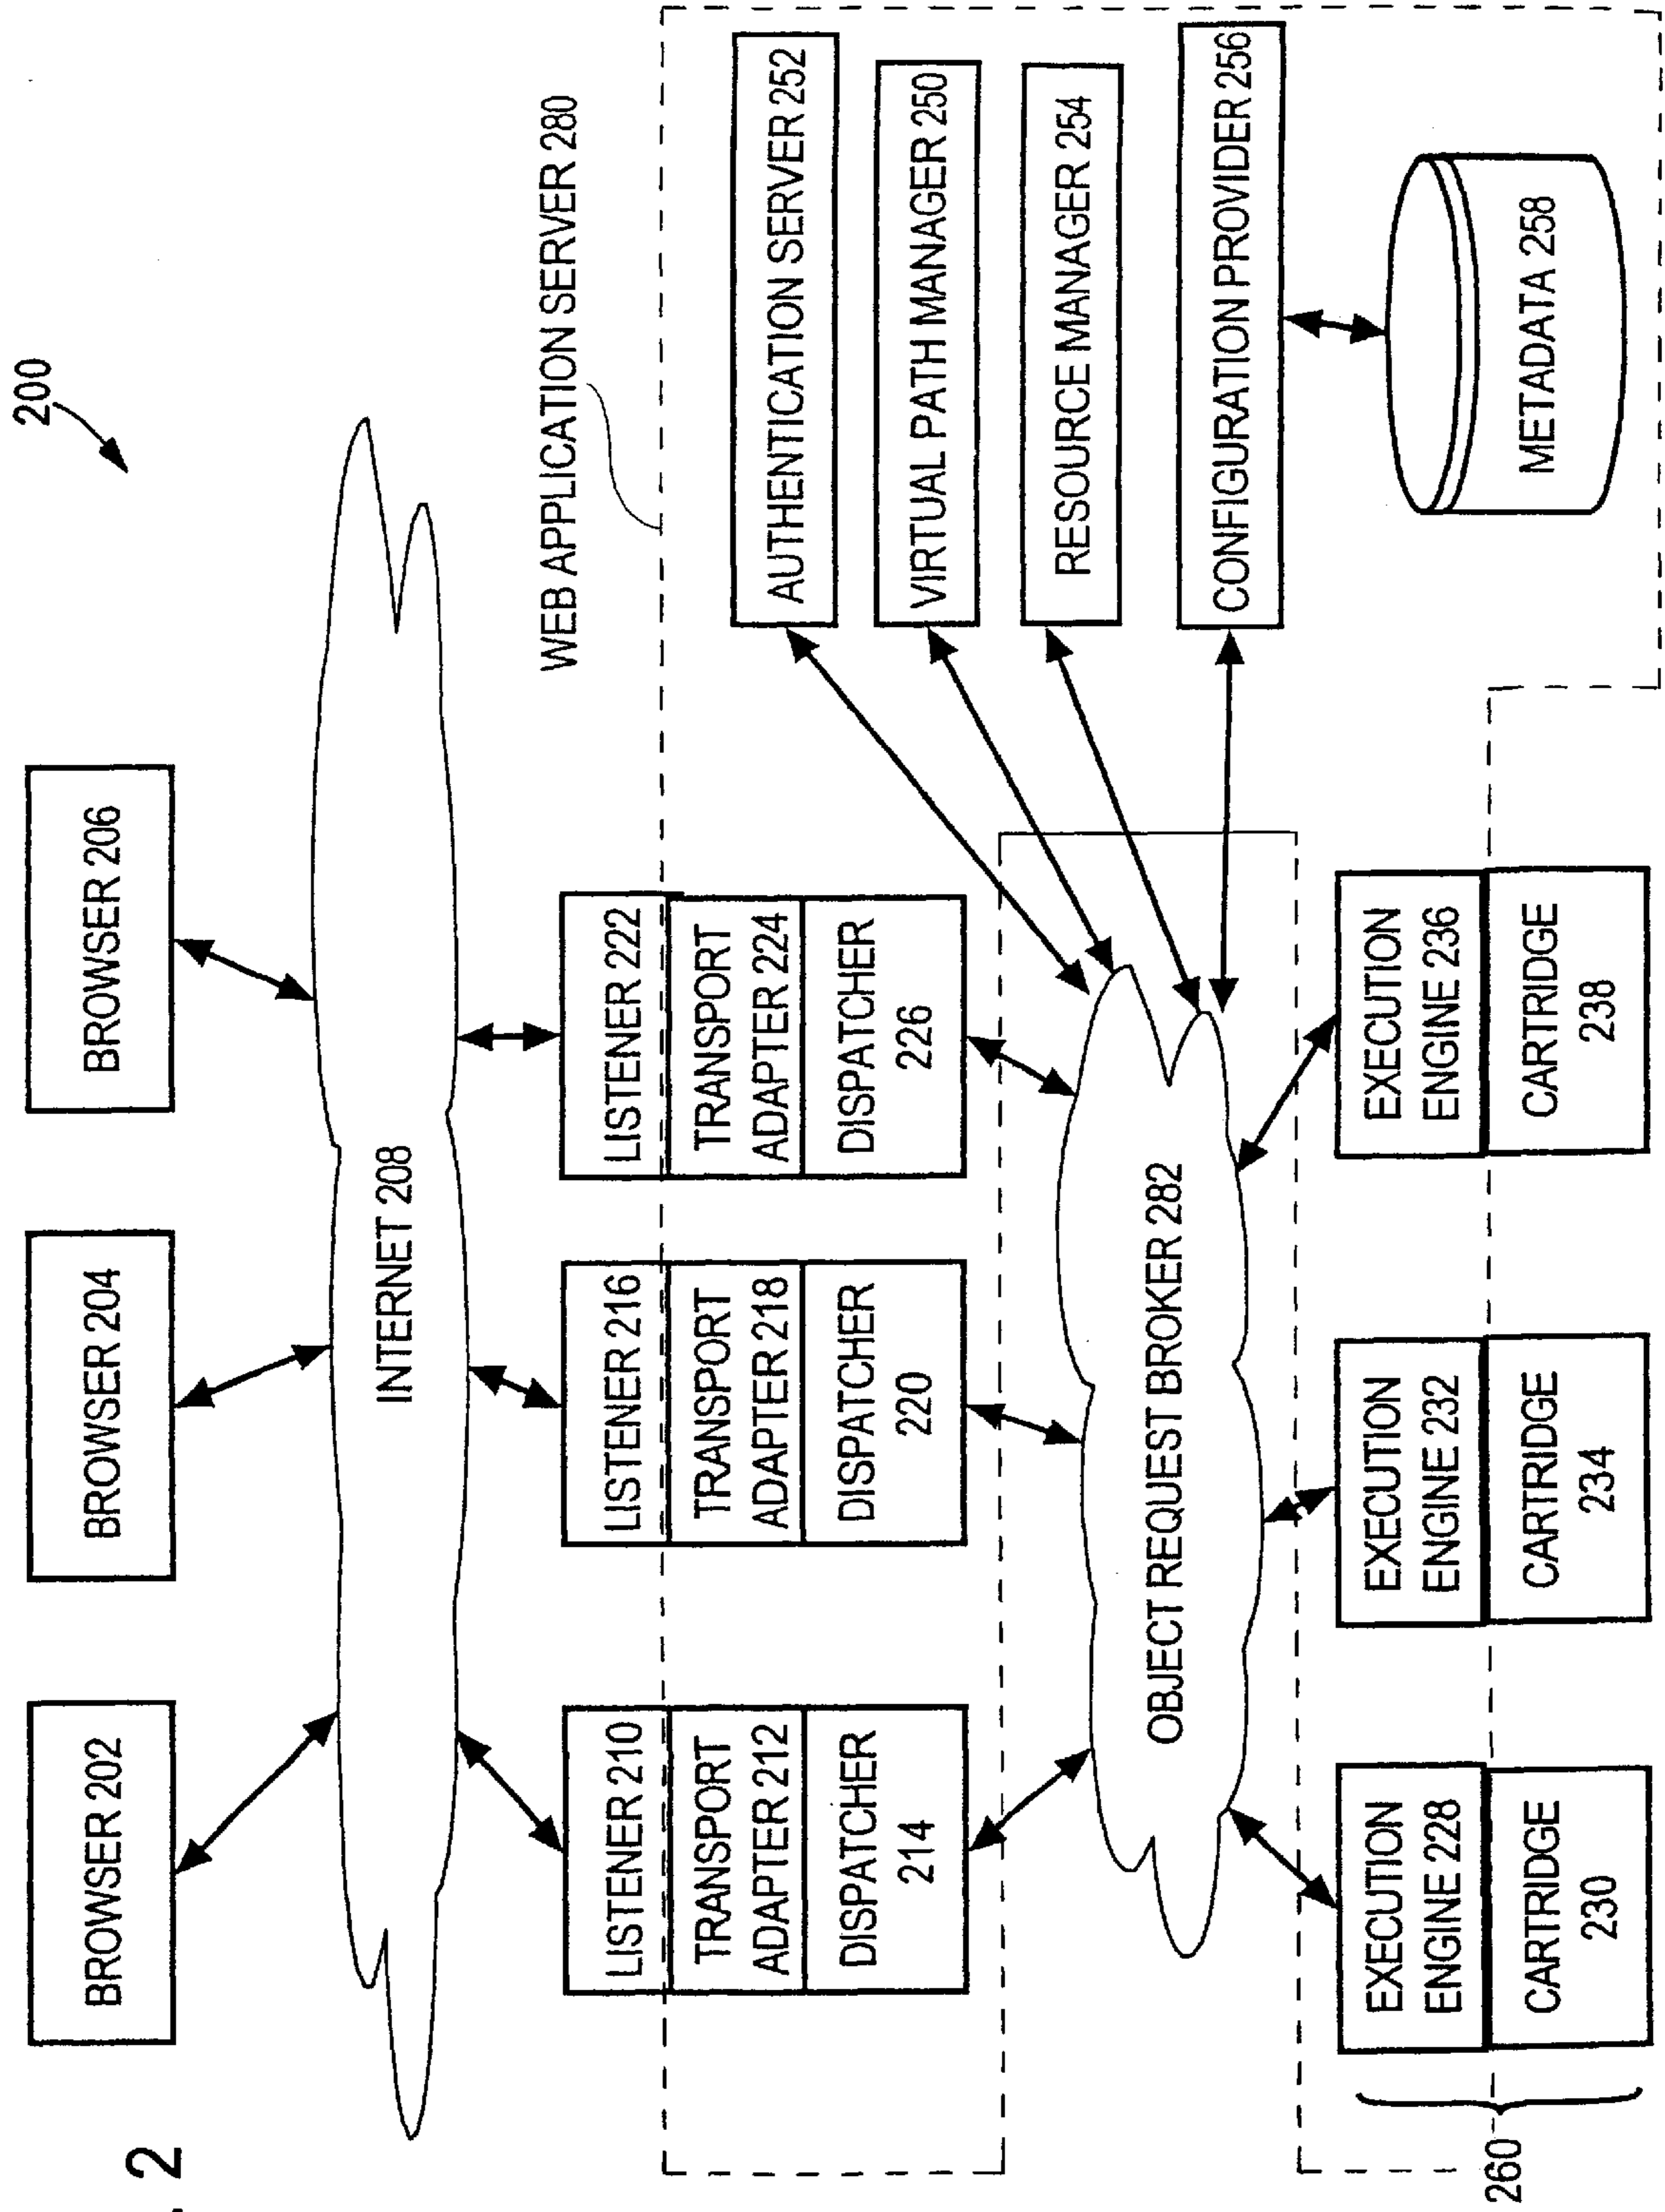 200
BROWSER 202
BROWSER 204
BROWSER 206
INTERNET 208
WEB APPLICATION SERVER 280
LISTENER 210
TRANSPORT
ADAPTER 212
DISPATCHER
214
LISTENER 216
TRANSPORT
ADAPTER 218
DISPATCHER
220
LISTENER 222
TRANSPORT
ADAPTER 224
DISPATCHER
226
AUTHENTICATION SERVER 252
VIRTUAL PATH MANAGER 250
RESOURCE MANAGER 254
CONFIGURATION PROVIDER 256
METADATA 258
OBJECT REQUEST BROKER 282
EXECUTION
ENGINE 228
CARTRIDGE
230
EXECUTION
ENGINE 232
CARTRIDGE
234
EXECUTION
ENGINE 236
CARTRIDGE
238
260
2